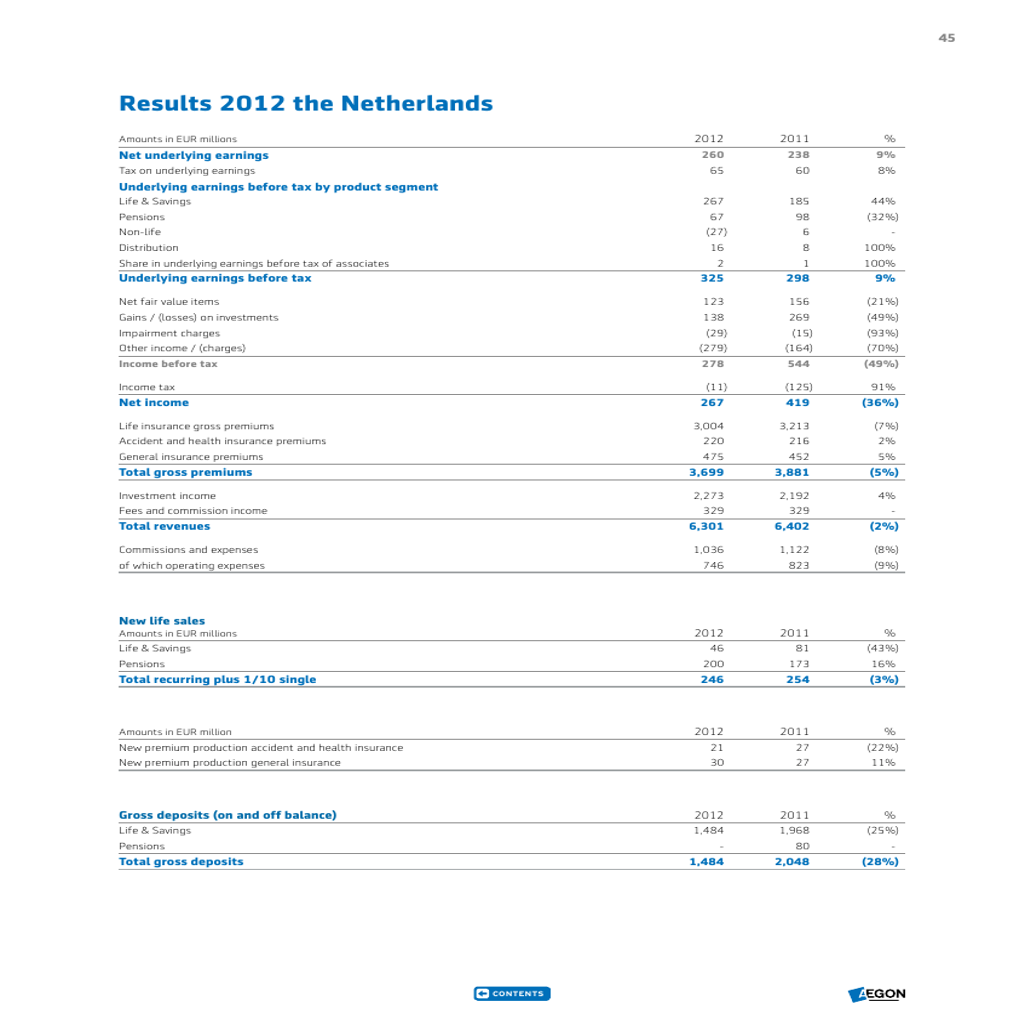 45
Results 2012 the Netherlands
Amounts in EUR millions 2012 2011 %
Net underlying earnings 260 238 9%
Tax on underlying earnings 65 60 8%
Underlying earnings before tax by product segment
Life & Savings 267 185 44%
Pensions 67 98 (32%)
Non-life (27) 6 -
Distribution 16 8 100%
Share in underlying earnings before tax of associates 2 1 100%
Underlying earnings before tax 325 298 9%
Net fair value items 123 156 (21%)
Gains / (losses) on investments 138 269 (49%)
Impairment charges (29) (15) (93%)
Other income / (charges) (279) (164) (70%)
Income before tax 278 544 (49%)
Income tax (11) (125) 91%
Net income 267 419 (36%)
Life insurance gross premiums 3,004 3,213 (7%)
Accident and health insurance premiums 220 216 2%
General insurance premiums 475 452 5%
Total gross premiums 3,699 3,881 (5%)
Investment income 2,273 2,192 4%
Fees and commission income 329 329 -
Total revenues 6,301 6,402 (2%)
Commissions and expenses 1,036 1,122 (8%)
of which operating expenses 746 823 (9%)
New life sales
Amounts in EUR millions 2012 2011 %
Life & Savings 46 81 (43%)
Pensions 200 173 16%
Total recurring plus 1/10 single 246 254 (3%)
Amounts in EUR million 2012 2011 %
New premium production accident and health insurance 21 27 (22%)
New premium production general insurance 30 27 11%
Gross deposits (on and off balance) 2012 2011 %
Life & Savings 1,484 1,968 (25%)
Pensions - 80 -
Total gross deposits 1,484 2,048 (28%)
CONTENTS
AEGON